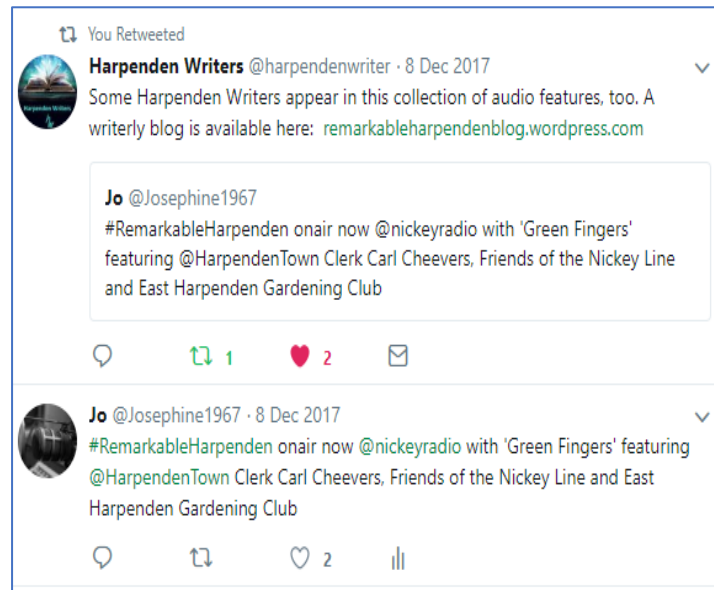 You Retweeted
Harpenden Writers @harpendenwriter · 8 Dec 2017
Some Harpenden Writers appear in this collection of audio features, too. A
writerly blog is available here: remarkableharpendenblog.wordpress.com
Jo @Josephine1967
#RemarkableHarpenden onair now @nickeyradio with 'Green Fingers'
featuring @HarpendenTown Clerk Carl Cheevers, Friends of the Nickey Line
and East Harpenden Gardening Club
1 2
Jo @Josephine1967 · 8 Dec 2017
#RemarkableHarpenden onair now @nickeyradio with 'Green Fingers' featuring
@HarpendenTown Clerk Carl Cheevers, Friends of the Nickey Line and East
Harpenden Gardening Club
2